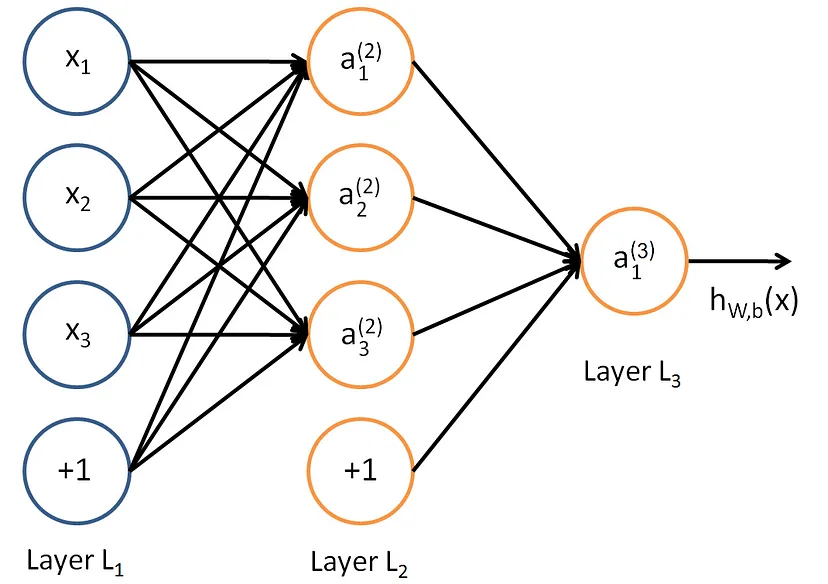 x₁
x₂
x₃
+1
Layer L₁
a₁⁽²⁾
a₂⁽²⁾
a₃⁽²⁾
+1
Layer L₂
a₁⁽³⁾
Layer L₃
h_W,b(x)